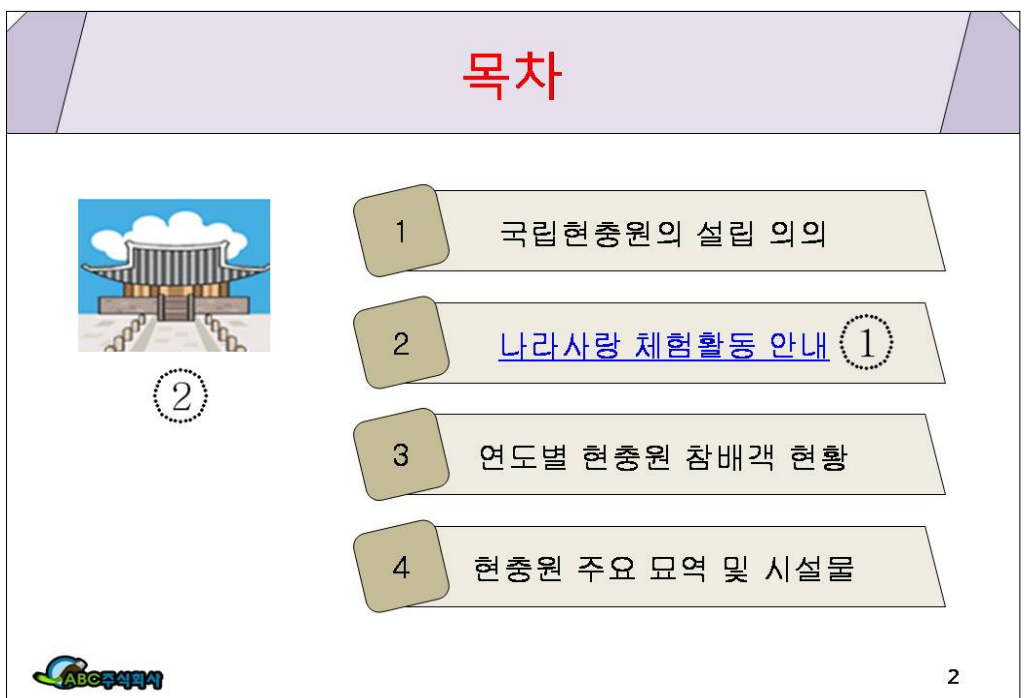 목차
1 국립현충원의 설립 의의
2 나라사랑 체험활동 안내 ①
②
3 연도별 현충원 참배객 현황
4 현충원 주요 묘역 및 시설물
ABC주식회사
2